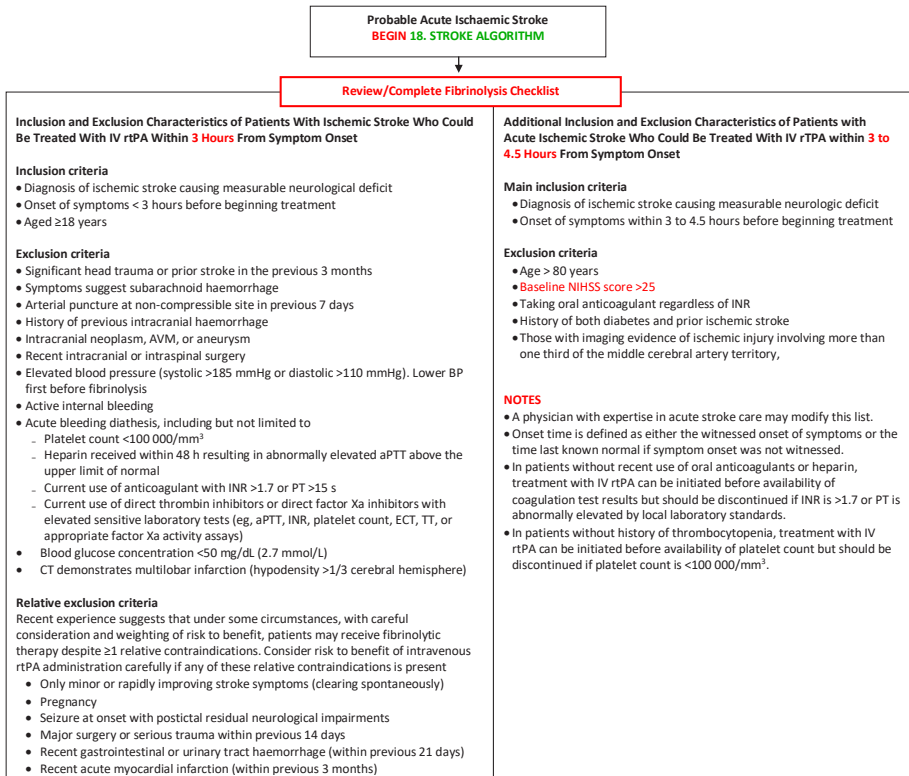 Probable Acute Ischaemic Stroke
BEGIN 18. STROKE ALGORITHM
Review/Complete Fibrinolysis Checklist
Inclusion and Exclusion Characteristics of Patients With Ischemic Stroke Who Could
Be Treated With IV rtPA Within 3 Hours From Symptom Onset
Inclusion criteria
• Diagnosis of ischemic stroke causing measurable neurological deficit
• Onset of symptoms < 3 hours before beginning treatment
• Aged ≥18 years
Exclusion criteria
• Significant head trauma or prior stroke in the previous 3 months
• Symptoms suggest subarachnoid haemorrhage
• Arterial puncture at non-compressible site in previous 7 days
• History of previous intracranial haemorrhage
• Intracranial neoplasm, AVM, or aneurysm
• Recent intracranial or intraspinal surgery
• Elevated blood pressure (systolic >185 mmHg or diastolic >110 mmHg). Lower BP
first before fibrinolysis
• Active internal bleeding
• Acute bleeding diathesis, including but not limited to
- Platelet count <100 000/mm³
- Heparin received within 48 h resulting in abnormally elevated aPTT above the
upper limit of normal
- Current use of anticoagulant with INR >1.7 or PT >15 s
- Current use of direct thrombin inhibitors or direct factor Xa inhibitors with
elevated sensitive laboratory tests (eg, aPTT, INR, platelet count, ECT, TT, or
appropriate factor Xa activity assays)
• Blood glucose concentration <50 mg/dL (2.7 mmol/L)
• CT demonstrates multilobar infarction (hypodensity >1/3 cerebral hemisphere)
Relative exclusion criteria
Recent experience suggests that under some circumstances, with careful
consideration and weighting of risk to benefit, patients may receive fibrinolytic
therapy despite ≥1 relative contraindications. Consider risk to benefit of intravenous
rtPA administration carefully if any of these relative contraindications is present
• Only minor or rapidly improving stroke symptoms (clearing spontaneously)
• Pregnancy
• Seizure at onset with postictal residual neurological impairments
• Major surgery or serious trauma within previous 14 days
• Recent gastrointestinal or urinary tract haemorrhage (within previous 21 days)
• Recent acute myocardial infarction (within previous 3 months)
Additional Inclusion and Exclusion Characteristics of Patients with
Acute Ischemic Stroke Who Could Be Treated With IV rTPA within 3 to
4.5 Hours From Symptom Onset
Main inclusion criteria
• Diagnosis of ischemic stroke causing measurable neurologic deficit
• Onset of symptoms within 3 to 4.5 hours before beginning treatment
Exclusion criteria
• Age > 80 years
• Baseline NIHSS score >25
• Taking oral anticoagulant regardless of INR
• History of both diabetes and prior ischemic stroke
• Those with imaging evidence of ischemic injury involving more than
one third of the middle cerebral artery territory,
NOTES
• A physician with expertise in acute stroke care may modify this list.
• Onset time is defined as either the witnessed onset of symptoms or the
time last known normal if symptom onset was not witnessed.
• In patients without recent use of oral anticoagulants or heparin,
treatment with IV rtPA can be initiated before availability of
coagulation test results but should be discontinued if INR is >1.7 or PT is
abnormally elevated by local laboratory standards.
• In patients without history of thrombocytopenia, treatment with IV
rtPA can be initiated before availability of platelet count but should be
discontinued if platelet count is <100 000/mm³.